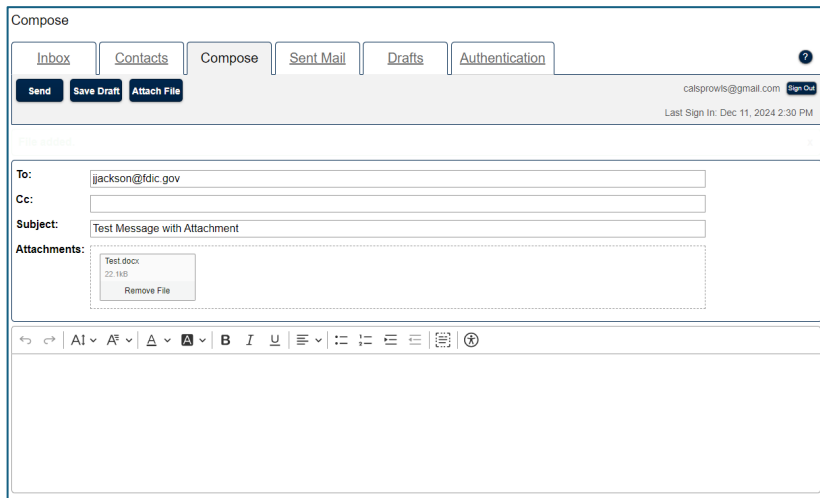 Compose
Inbox Contacts Compose Sent Mail Drafts Authentication ?
Send Save Draft Attach File calsprowls@gmail.com Sign Out
Last Sign In: Dec 11, 2024 2:30 PM
To: jjackson@fdic.gov
Cc:
Subject: Test Message with Attachment
Attachments:
Test.docx
22.1kB
Remove File